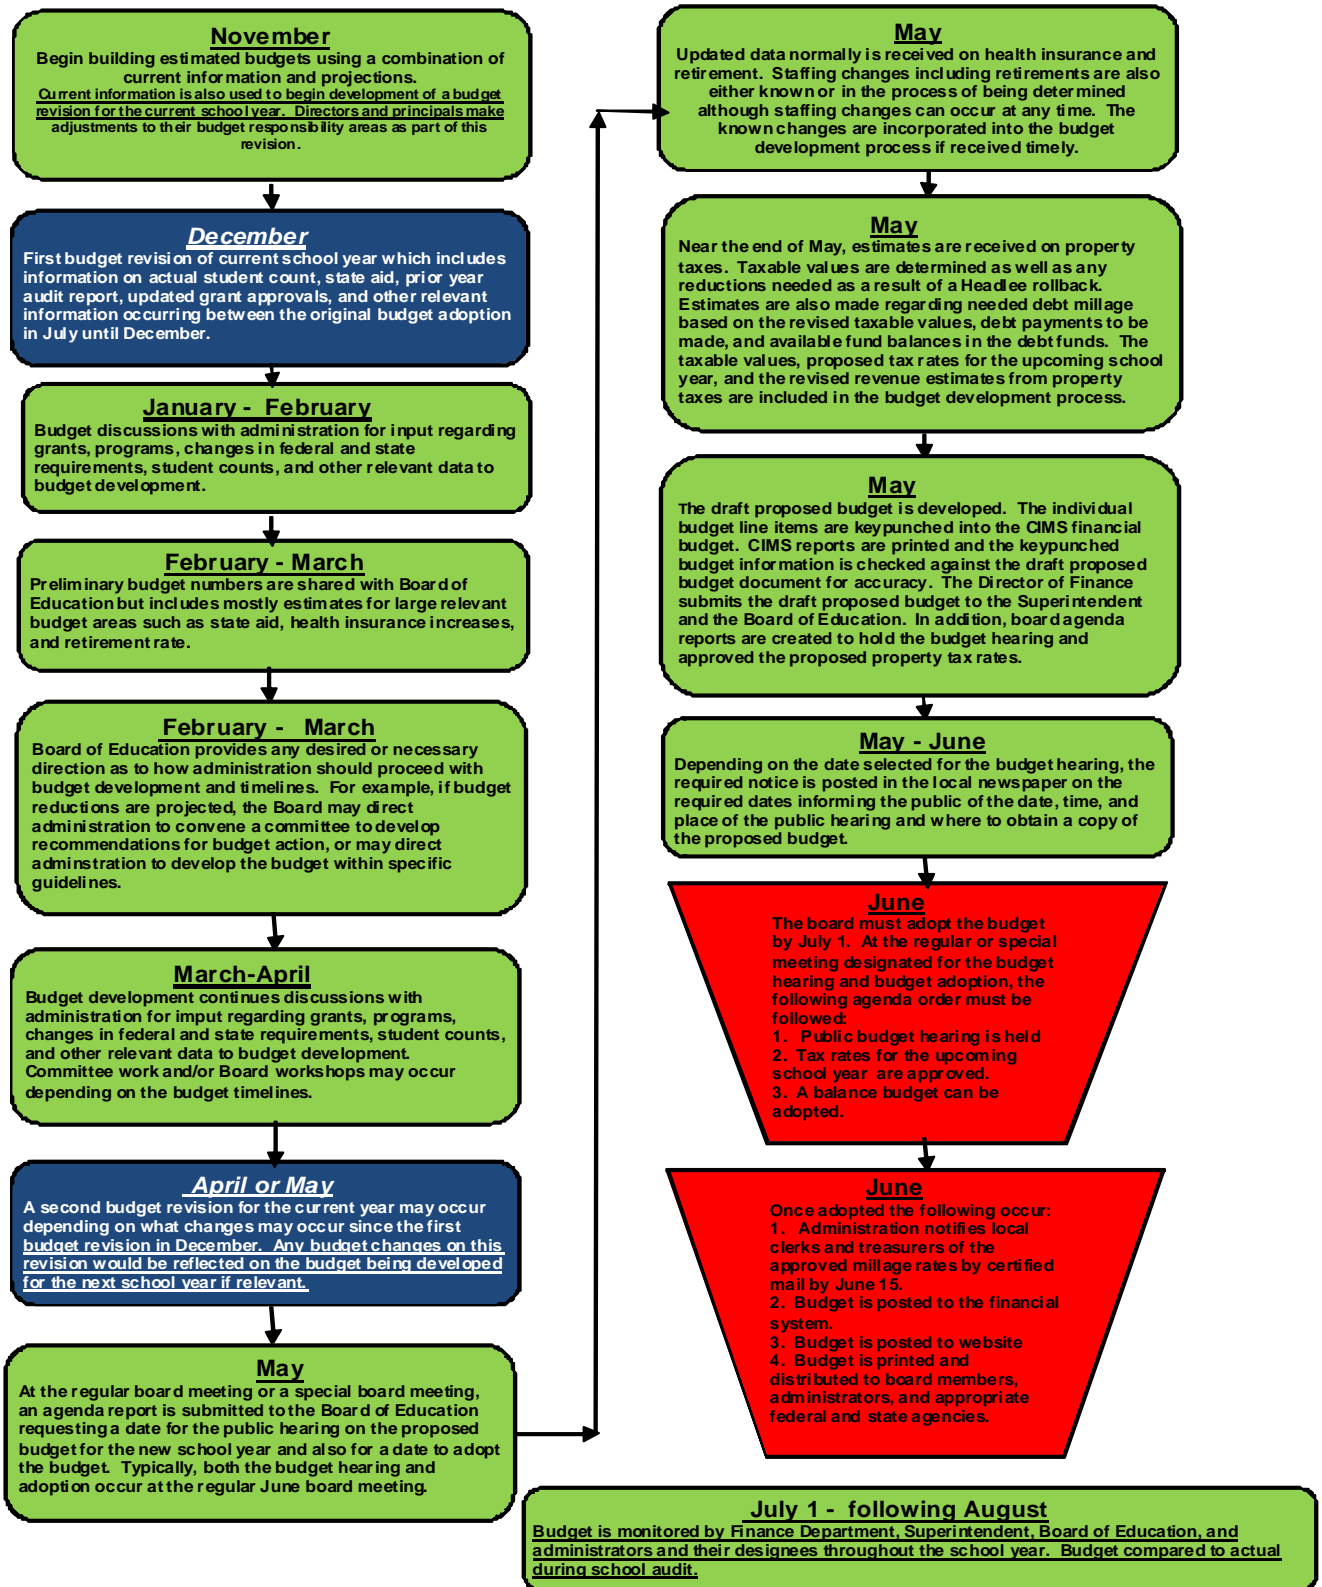 November
Begin building estimated budgets using a combination of
current information and projections.
Current information is also used to begin development of a budget
revision for the current school year.  Directors and principals make
adjustments to their budget responsibility areas as part of this
revision.
December
First budget revision of current school year which includes
information on actual student count, state aid, prior year
audit report, updated grant approvals, and other relevant
information occurring between the original budget adoption
in July until December.
January - February
Budget discussions with administration for input regarding
grants, programs, changes in federal and state
requirements, student counts, and other relevant data to
budget development.
February - March
Preliminary budget numbers are shared with Board of
Education but includes mostly estimates for large relevant
budget areas such as state aid, health insurance increases,
and retirement rate.
February - March
Board of Education provides any desired or necessary
direction as to how administration should proceed with
budget development and timelines.  For example, if budget
reductions are projected, the Board may direct
administration to convene a committee to develop
recommendations for budget action, or may direct
adminstration to develop the budget within specific
guidelines.
March-April
Budget development continues discussions with
administration for imput regarding grants, programs,
changes in federal and state requirements, student counts,
and other relevant data to budget development.
Committee work and/or Board workshops may occur
depending on the budget timelines.
April or May
A second budget revision for the current year may occur
depending on what changes may occur since the first
budget revision in December.  Any budget changes on this
revision would be reflected on the budget being developed
for the next school year if relevant.
May
At the regular board meeting or a special board meeting,
an agenda report is submitted to the Board of Education
requesting a date for the public hearing on the proposed
budget for the new school year and also for a date to adopt
the budget.  Typically, both the budget hearing and
adoption occur at the regular June board meeting.
May
Updated data normally is received on health insurance and
retirement.  Staffing changes including retirements are also
either known or in the process of being determined
although staffing changes can occur at any time.  The
known changes are incorporated into the budget
development process if received timely.
May
Near the end of May, estimates are received on property
taxes.  Taxable values are determined as well as any
reductions needed as a result of a Headlee rollback.
Estimates are also made regarding needed debt millage
based on the revised taxable values, debt payments to be
made, and available fund balances in the debt funds.  The
taxable values, proposed tax rates for the upcoming school
year, and the revised revenue estimates from property
taxes are included in the budget development process.
May
The draft proposed budget is developed.  The individual
budget line items are keypunched into the CIMS financial
budget.  CIMS reports are printed and the keypunched
budget information is checked against the draft proposed
budget document for accuracy.  The Director of Finance
submits the draft proposed budget to the Superintendent
and the Board of Education.  In addition, board agenda
reports are created to hold the budget hearing and
approved the proposed property tax rates.
May - June
Depending on the date selected for the budget hearing, the
required notice is posted in the local newspaper on the
required dates informing the public of the date, time, and
place of the public hearing and where to obtain a copy of
the proposed budget.
June
The board must adopt the budget
by July 1.  At the regular or special
meeting designated for the budget
hearing and budget adoption, the
following agenda order must be
followed:
1.  Public budget hearing is held
2.  Tax rates for the upcoming
school year  are approved.
3.  A balance budget can be
adopted.
June
Once adopted the following occur:
1.  Administration notifies local
clerks and treasurers of the
approved millage rates by certified
mail by June 15.
2.  Budget is posted to the financial
system.
3.  Budget is posted to website
4.  Budget is printed and
distributed to board members,
administrators, and appropriate
federal and state agencies.
July 1 -  following August
Budget is monitored by Finance Department, Superintendent, Board of Education, and
administrators and their designees throughout the school year.  Budget compared to actual
during school audit.